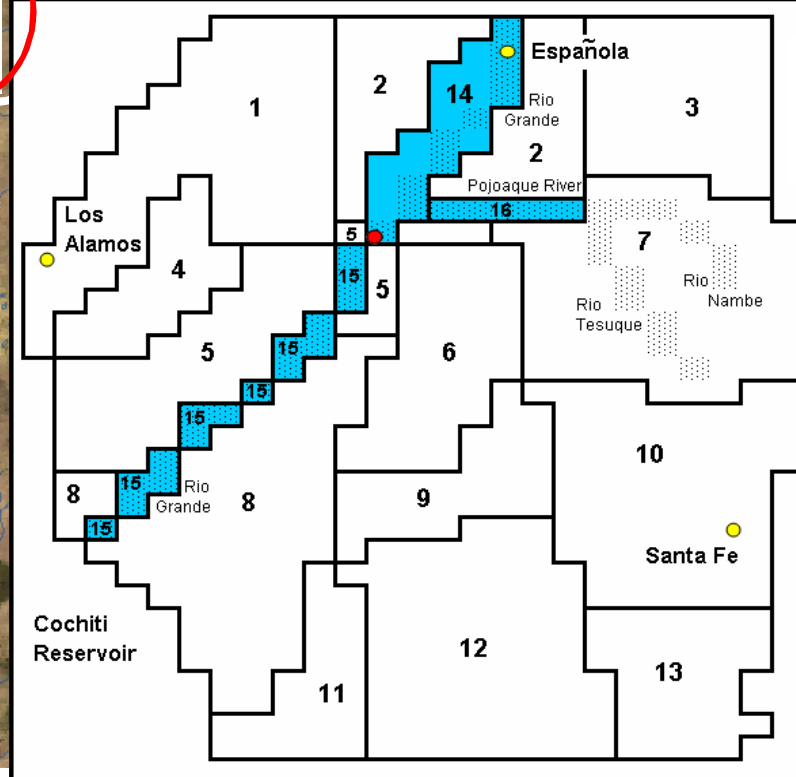 Española
2
14
1
3
Rio
Grande
2
Pojoaque River
16
Los
Alamos
5
7
4
15
5
Rio
Nambe
Rio
Tesuque
5
15
6
15
15
10
15
8
Rio
Grande
8
9
15
Santa Fe
Cochiti
Reservoir
12
13
11